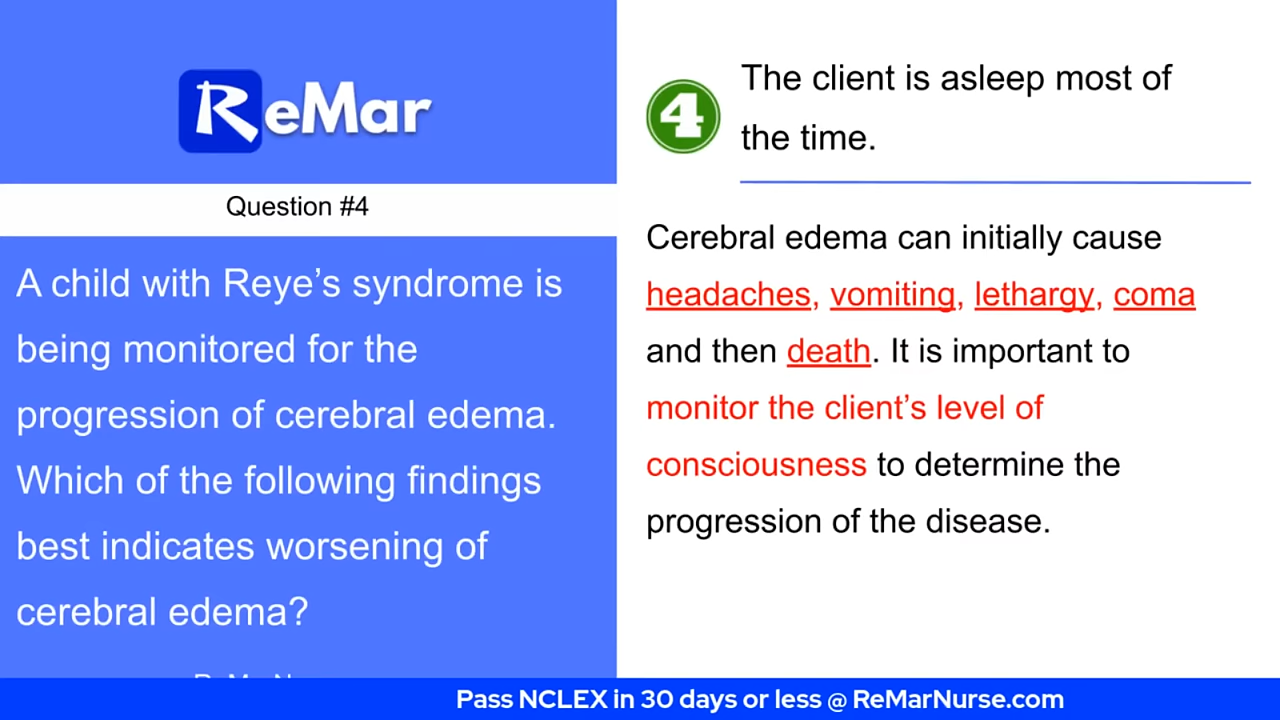 ReMar
Question #4
A child with Reye's syndrome is
being monitored for the
progression of cerebral edema.
Which of the following findings
best indicates worsening of
cerebral edema?
4
The client is asleep most of
the time.
Cerebral edema can initially cause
headaches, vomiting, lethargy, coma
and then death. It is important to
monitor the client’s level of
consciousness to determine the
progression of the disease.
Pass NCLEX in 30 days or less @ ReMarNurse.com